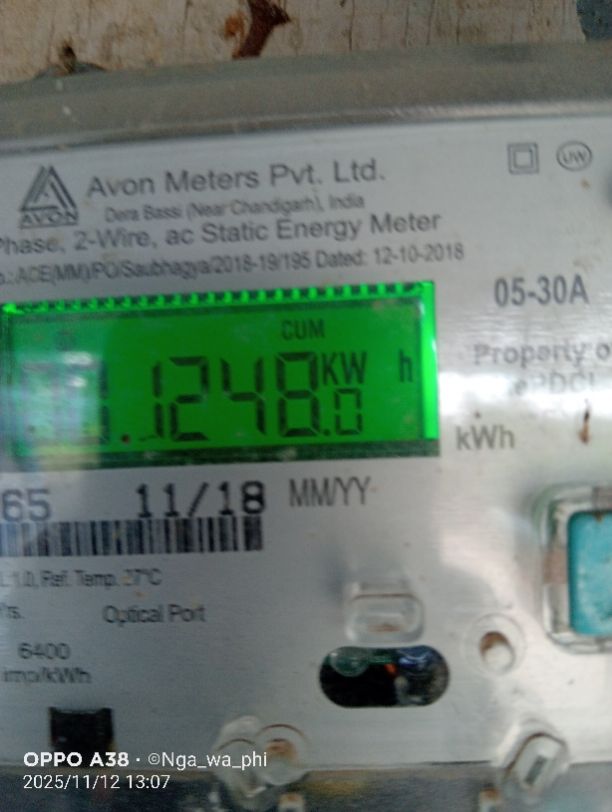 UW
Avon Meters Pvt. Ltd.
AVON
Dera Bassi (Near Chandigarh), India
Phase, 2-Wire, ac Static Energy Meter
ACE(MM)/PO/Saubhagya/2018-19/195 Dated: 12-10-2018
05-30A
CUM
Property
1248.0 KW h
kWh
65 11/18 MM/YY
Ref. Temp. 27°C
Optical Port
6400
imp/kWh
OPPO A38 · ©Nga_wa_phi
2025/11/12 13:07